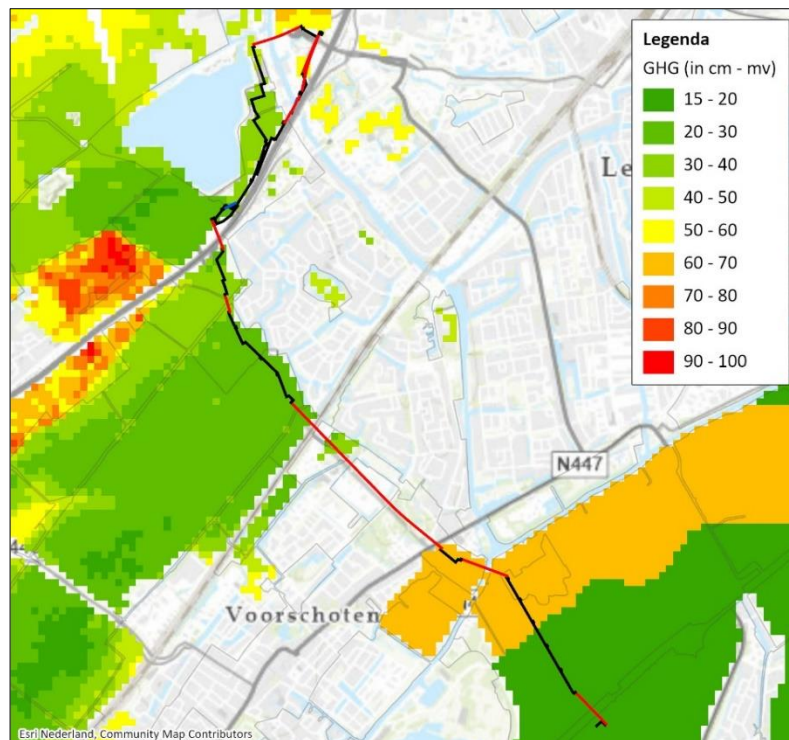 Legenda
GHG (in cm - mv)
15 - 20
20 - 30
30 - 40
40 - 50
50 - 60
60 - 70
70 - 80
80 - 90
90 - 100
Le
N447
Voorschoten
Esri Nederland, Community Map Contributors